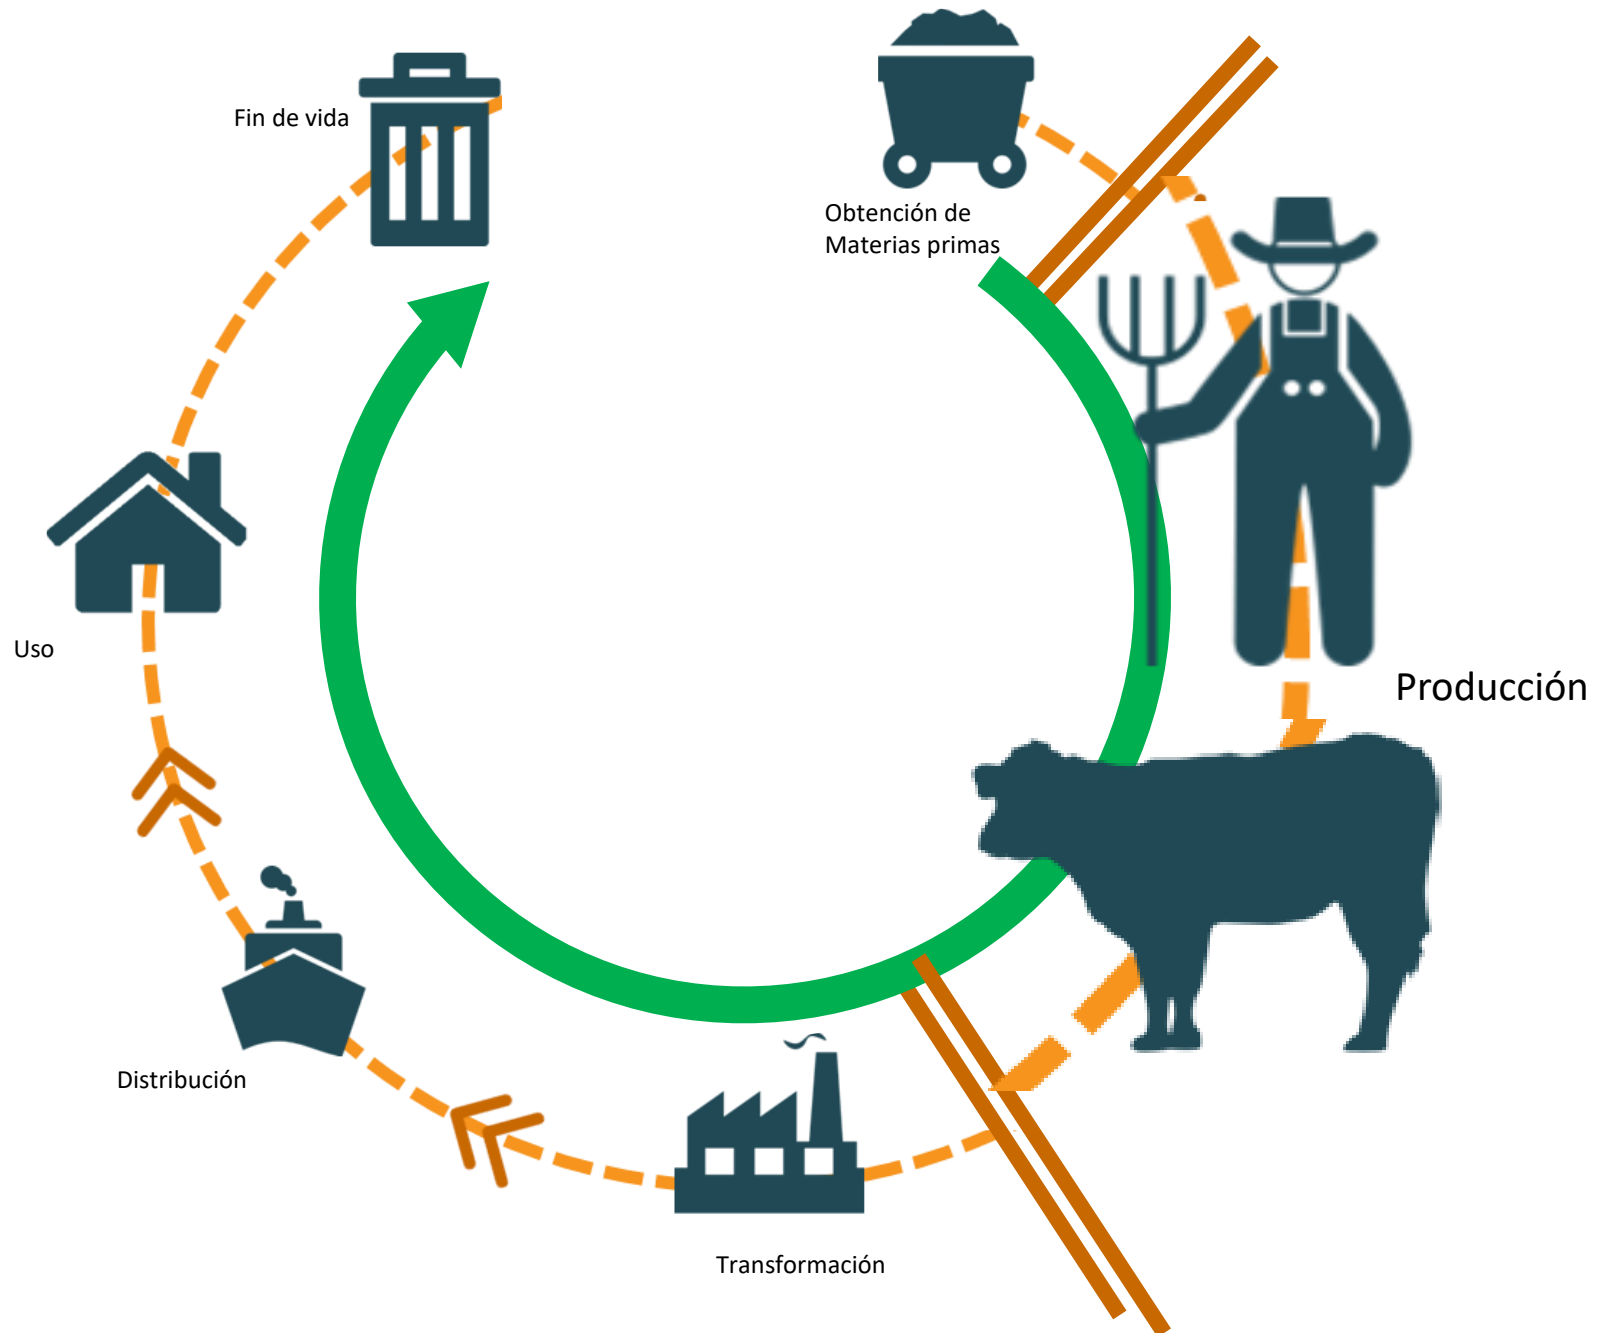 Fin de vida
Obtención de
Materias primas
Producción
Uso
Distribución
Transformación